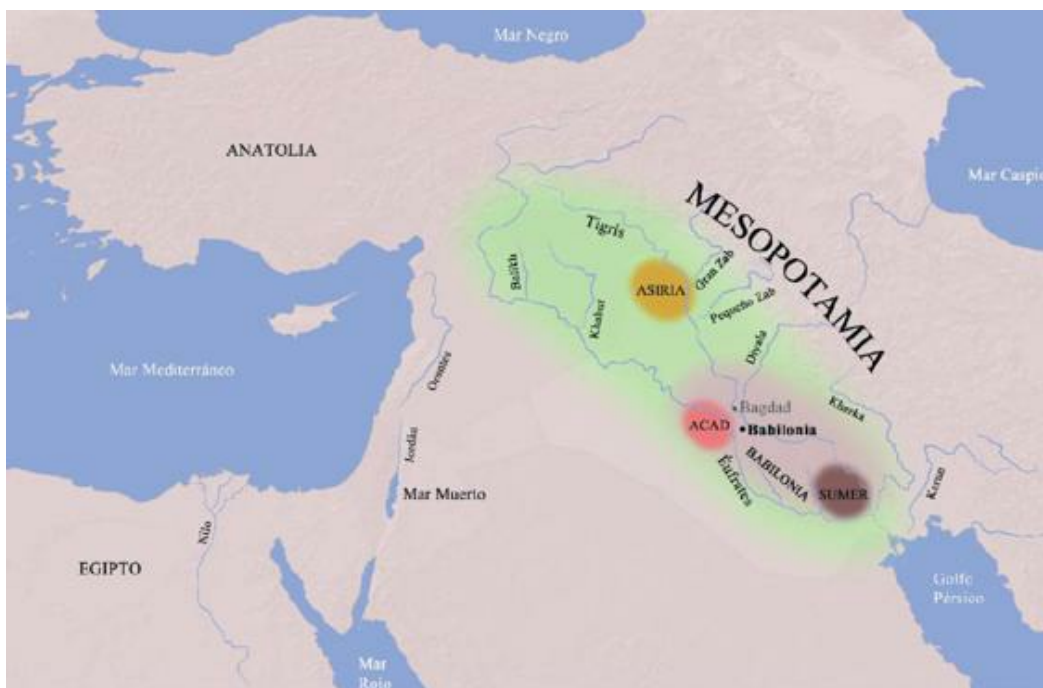 Mar Negro
ANATOLIA
Mar Caspio
MESOPOTAMIA
Tigris
Gran Zab
Balikh
ASIRIA
Khabur
Pequeño Zab
Orontes
Diyala
Mar Mediterráneo
Kherka
Bagdad
ACAD
Babilonia
Jordán
Éufrates
BABILONIA
SUMER
Karun
Mar Muerto
Nilo
EGIPTO
Golfo
Pérsico
Mar
Rojo